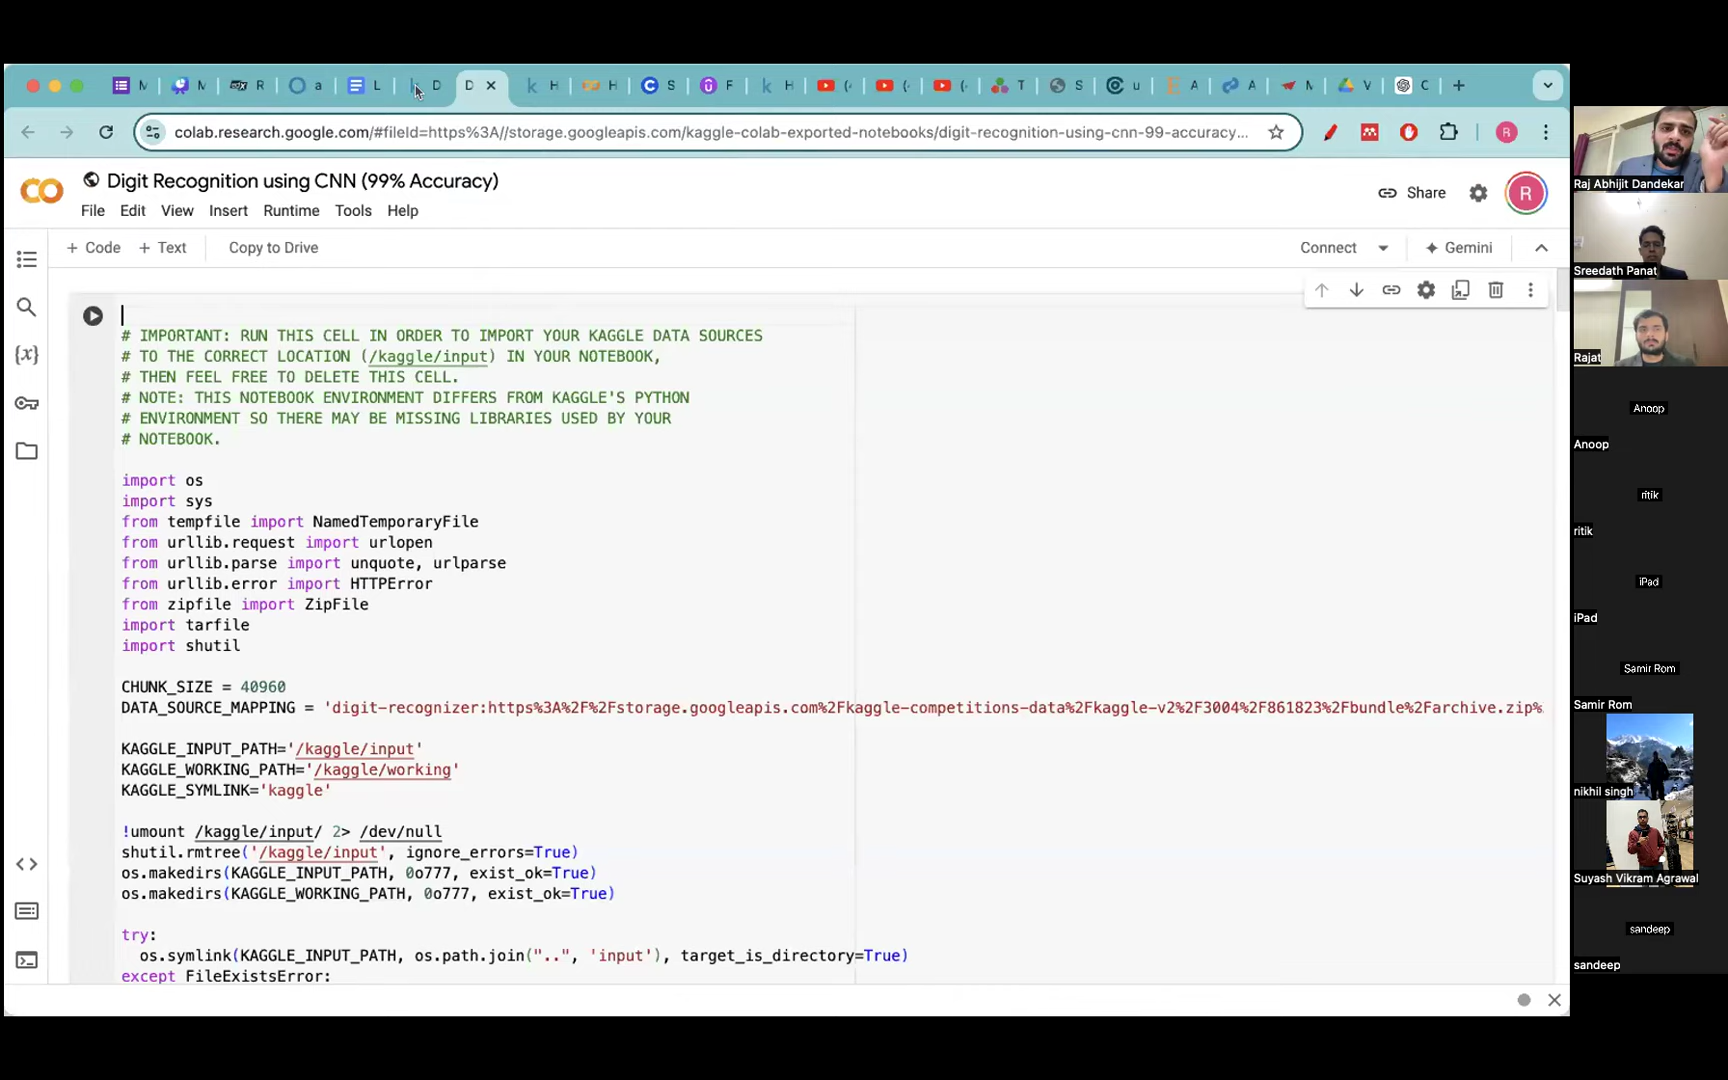 M
M
R
a
L
D
D
H
H
S
F
H
(
(
(
T
S
u
A
A
M
V
C
colab.research.google.com/#fileId=https%3A//storage.googleapis.com/kaggle-colab-exported-notebooks/digit-recognition-using-cnn-99-accuracy...
R
Digit Recognition using CNN (99% Accuracy)
Share
R
File Edit View Insert Runtime Tools Help
+ Code + Text Copy to Drive
Connect
Gemini
# IMPORTANT: RUN THIS CELL IN ORDER TO IMPORT YOUR KAGGLE DATA SOURCES
# TO THE CORRECT LOCATION (/kaggle/input) IN YOUR NOTEBOOK,
# THEN FEEL FREE TO DELETE THIS CELL.
# NOTE: THIS NOTEBOOK ENVIRONMENT DIFFERS FROM KAGGLE'S PYTHON
# ENVIRONMENT SO THERE MAY BE MISSING LIBRARIES USED BY YOUR
# NOTEBOOK.
import os
import sys
from tempfile import NamedTemporaryFile
from urllib.request import urlopen
from urllib.parse import unquote, urlparse
from urllib.error import HTTPError
from zipfile import ZipFile
import tarfile
import shutil
CHUNK_SIZE = 40960
DATA_SOURCE_MAPPING = 'digit-recognizer:https%3A%2F%2Fstorage.googleapis.com%2Fkaggle-competitions-data%2Fkaggle-v2%2F3004%2F861823%2Fbundle%2Farchive.zip%
KAGGLE_INPUT_PATH='/kaggle/input'
KAGGLE_WORKING_PATH='/kaggle/working'
KAGGLE_SYMLINK='kaggle'
!umount /kaggle/input/ 2> /dev/null
shutil.rmtree('/kaggle/input', ignore_errors=True)
os.makedirs(KAGGLE_INPUT_PATH, 0o777, exist_ok=True)
os.makedirs(KAGGLE_WORKING_PATH, 0o777, exist_ok=True)
try:
os.symlink(KAGGLE_INPUT_PATH, os.path.join("..", 'input'), target_is_directory=True)
except FileExistsError:
Raj Abhijit Dandekar
Sreedath Panat
Rajat
Anoop
Anoop
ritik
ritik
iPad
iPad
Samir Rom
Samir Rom
nikhil singh
Suyash Vikram Agrawal
sandeep
sandeep